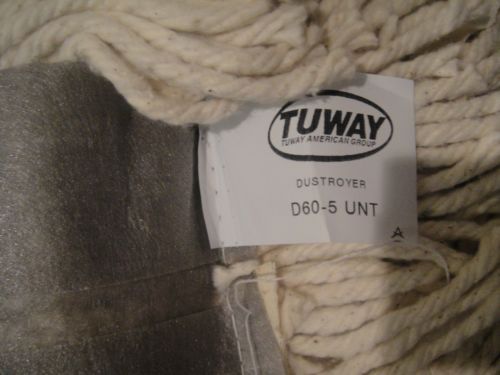 TUWAY
TUWAY AMERICAN GROUP
DUSTROYER
D60-5 UNT
A